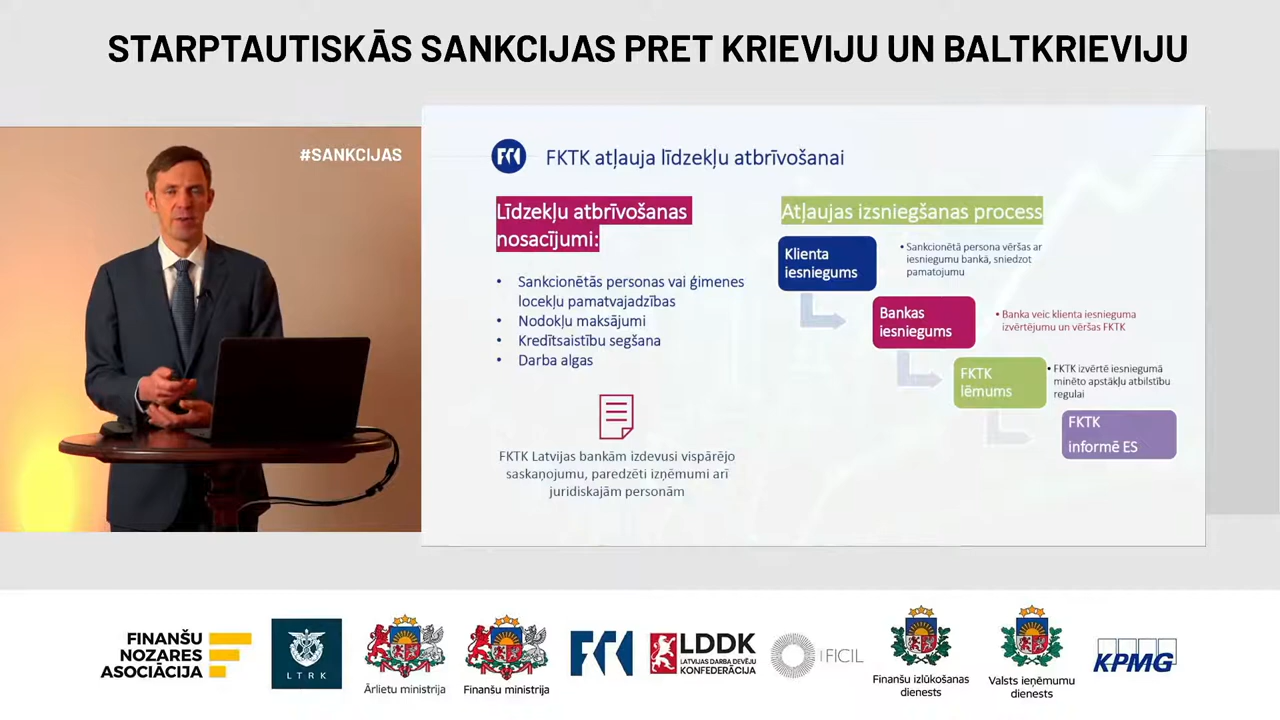 STARPTAUTISKĀS SANKCIJAS PRET KRIEVIJU UN BALTKRIEVIJU
#SANKCIJAS
FKTK atļauja līdzekļu atbrīvošanai
Līdzekļu atbrīvošanas
nosacījumi:
• Sankcionētās personas vai ģimenes
locekļu pamatvajadzības
• Nodokļu maksājumi
• Kredītsaistību segšana
• Darba algas
FKTK Latvijas bankām izdevusi vispārējo
saskaņojumu, paredzēti izņēmumi arī
juridiskajām personām
Atļaujas izsniegšanas process
Klienta
iesniegums
• Sankcionētā persona vēršas ar
iesniegumu bankā, sniedzot
pamatojumu
Bankas
iesniegums
• Banka veic klienta iesnieguma
izvērtējumu un vēršas FKTK
FKTK
lēmums
• FKTK izvērtē iesniegumā
minēto apstākļu atbilstību
regulai
FKTK
informē ES
FINANŠU
NOZARES
ASOCIĀCIJA
LTRK
Ārlietu ministrija
Finanšu ministrija
LDDK
LATVIJAS DARBA DEVĒJU
KONFEDERĀCIJA
FICIL
Finanšu izlūkošanas
dienests
Valsts ieņēmumu
dienests
KPMG